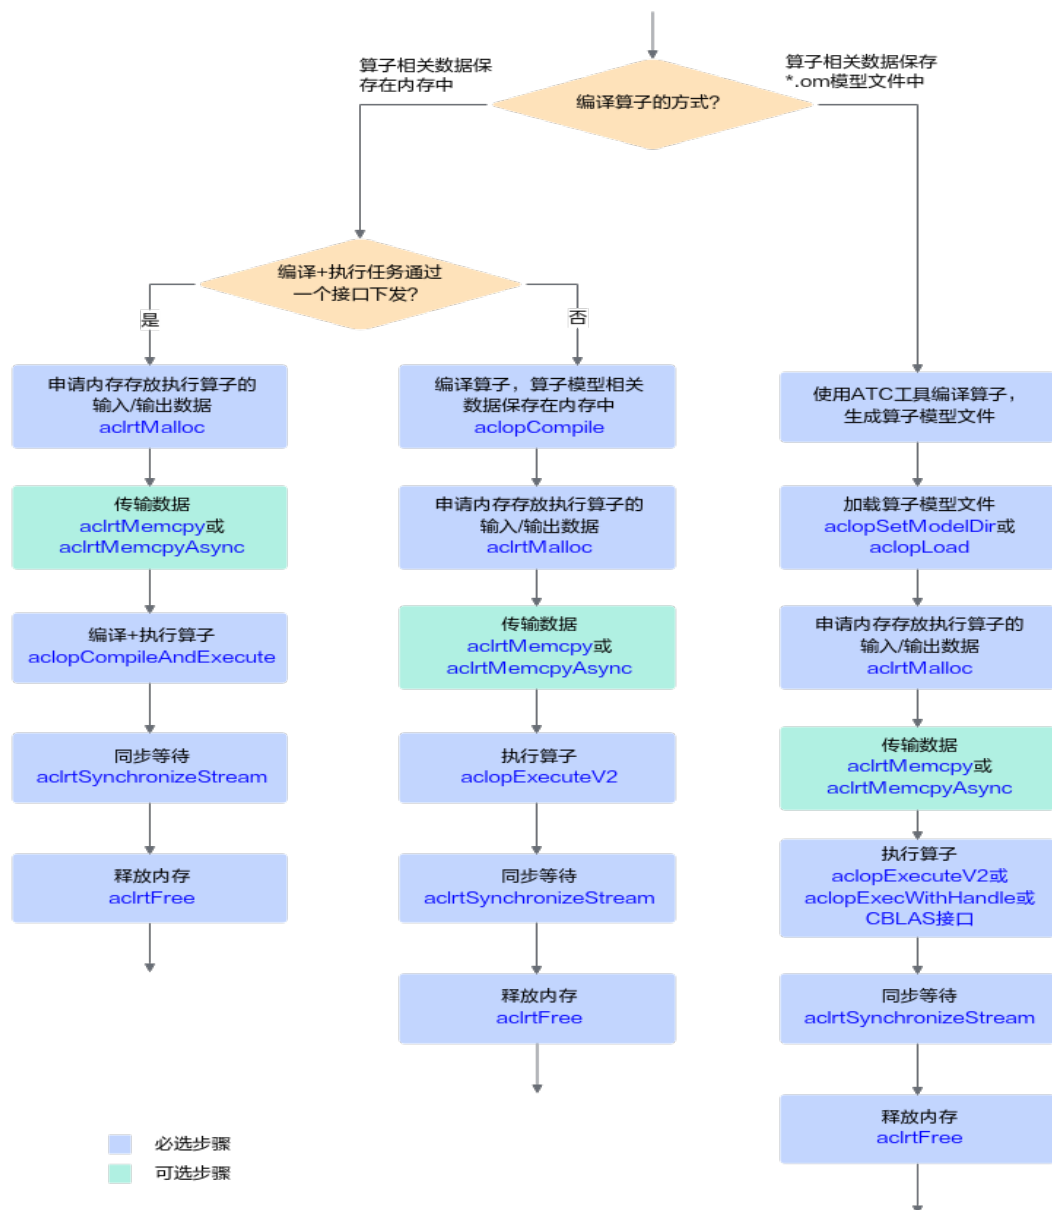 算子相关数据保
存在内存中
算子相关数据保存
*.om模型文件中
编译算子的方式?
编译+执行任务通过
一个接口下发?
是
否
申请内存存放执行算子的
输入/输出数据
aclrtMalloc
传输数据
aclrtMemcpy或
aclrtMemcpyAsync
编译+执行算子
aclopCompileAndExecute
同步等待
aclrtSynchronizeStream
释放内存
aclrtFree
编译算子，算子模型相关
数据保存在内存中
aclopCompile
申请内存存放执行算子的
输入/输出数据
aclrtMalloc
传输数据
aclrtMemcpy或
aclrtMemcpyAsync
执行算子
aclopExecuteV2
同步等待
aclrtSynchronizeStream
释放内存
aclrtFree
使用ATC工具编译算子，
生成算子模型文件
加载算子模型文件
aclopSetModelDir或
aclopLoad
申请内存存放执行算子的
输入/输出数据
aclrtMalloc
传输数据
aclrtMemcpy或
aclrtMemcpyAsync
执行算子
aclopExecuteV2或
aclopExecWithHandle或
CBLAS接口
同步等待
aclrtSynchronizeStream
释放内存
aclrtFree
必选步骤
可选步骤